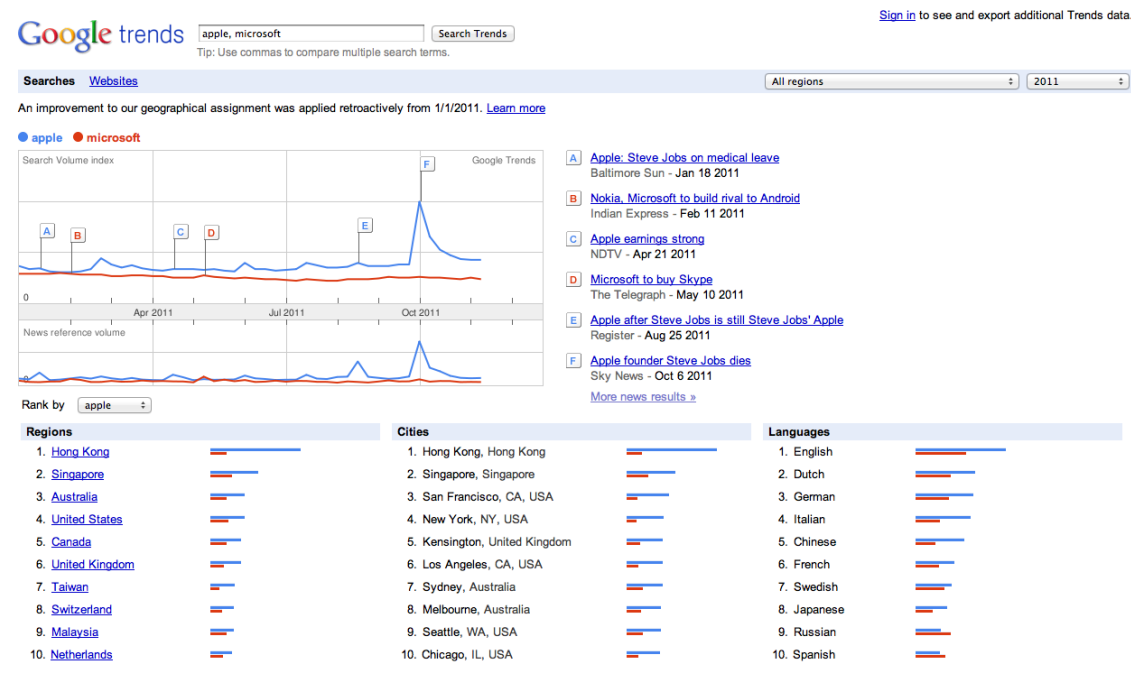 Sign in to see and export additional Trends data.
Google trends
apple, microsoft
Search Trends
Tip: Use commas to compare multiple search terms.
Searches Websites
All regions
2011
An improvement to our geographical assignment was applied retroactively from 1/1/2011. Learn more
apple microsoft
Search Volume index
Google Trends
F
A
B
C
D
E
0
Apr 2011 Jul 2011 Oct 2011
News reference volume
0
A Apple: Steve Jobs on medical leave
Baltimore Sun - Jan 18 2011
B Nokia, Microsoft to build rival to Android
Indian Express - Feb 11 2011
C Apple earnings strong
NDTV - Apr 21 2011
D Microsoft to buy Skype
The Telegraph - May 10 2011
E Apple after Steve Jobs is still Steve Jobs' Apple
Register - Aug 25 2011
F Apple founder Steve Jobs dies
Sky News - Oct 6 2011
More news results »
Rank by apple
Regions
1. Hong Kong
2. Singapore
3. Australia
4. United States
5. Canada
6. United Kingdom
7. Taiwan
8. Switzerland
9. Malaysia
10. Netherlands
Cities
1. Hong Kong, Hong Kong
2. Singapore, Singapore
3. San Francisco, CA, USA
4. New York, NY, USA
5. Kensington, United Kingdom
6. Los Angeles, CA, USA
7. Sydney, Australia
8. Melbourne, Australia
9. Seattle, WA, USA
10. Chicago, IL, USA
Languages
1. English
2. Dutch
3. German
4. Italian
5. Chinese
6. French
7. Swedish
8. Japanese
9. Russian
10. Spanish